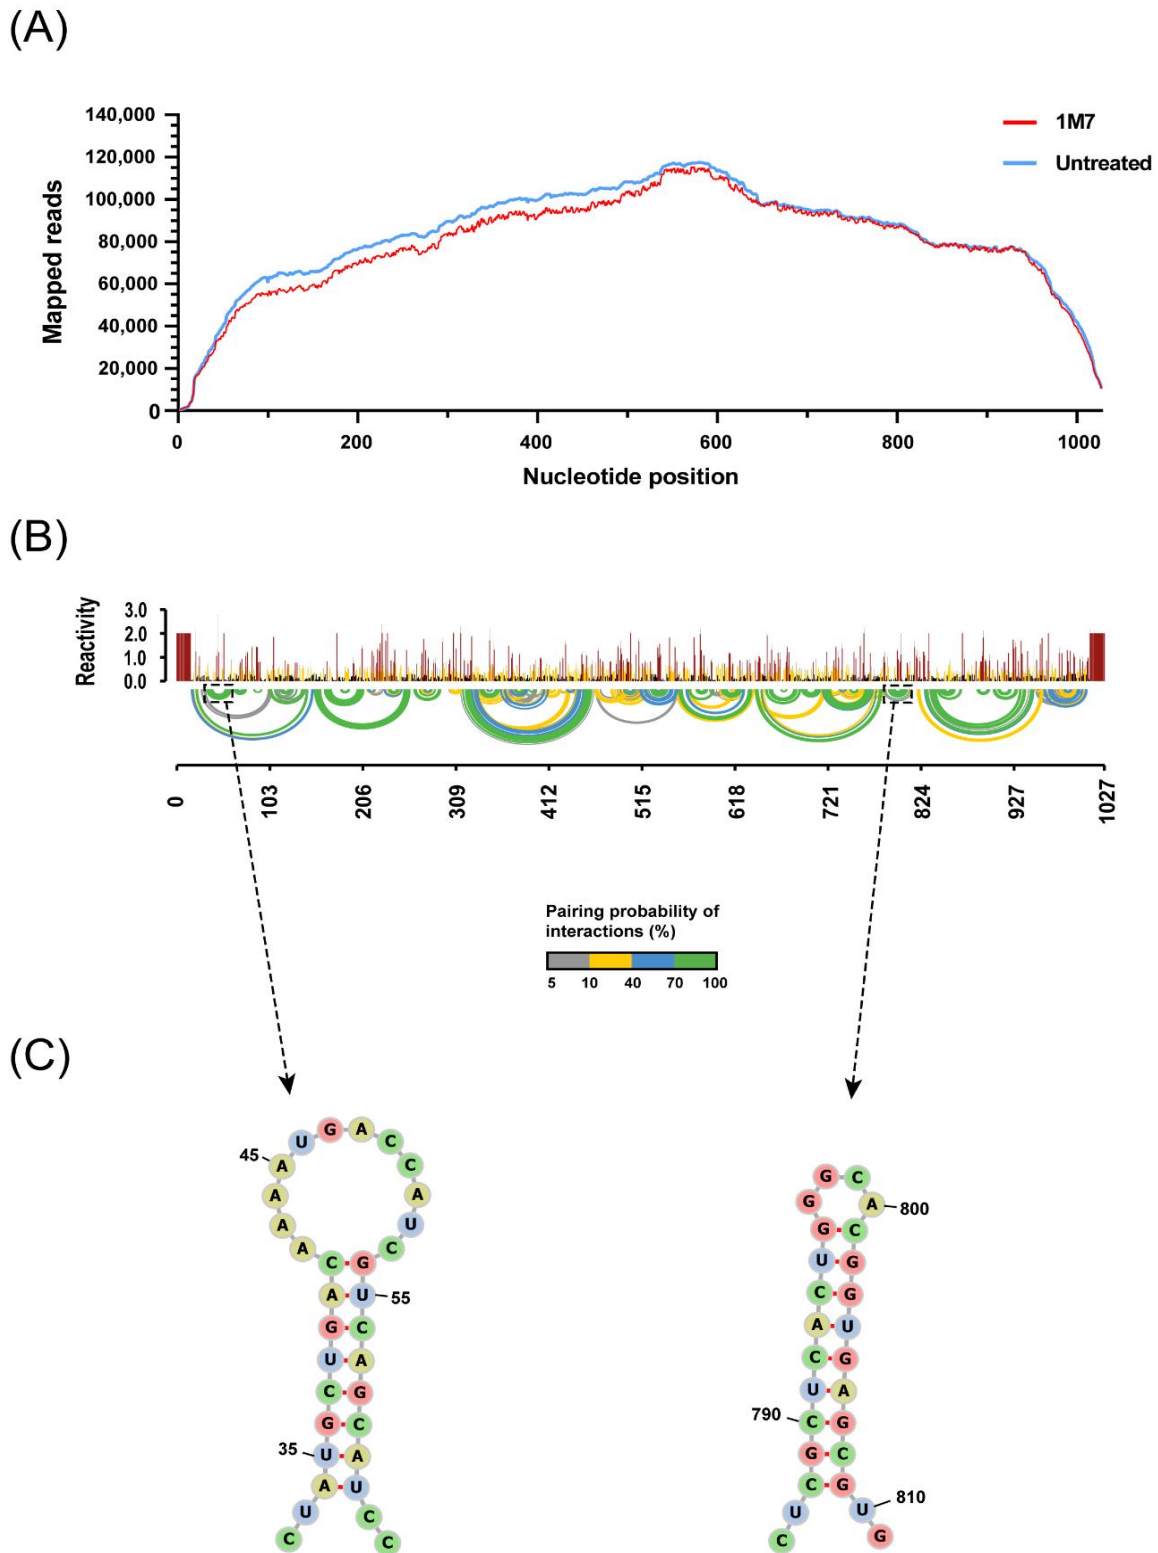 (A)
140,000
120,000
100,000
80,000
60,000
40,000
20,000
0
Mapped reads
1M7
Untreated
0 200 400 600 800 1000
Nucleotide position
(B)
Reactivity
3.0
2.0
1.0
0.0
0 103 206 309 412 515 618 721 824 927 1027
Pairing probability of
interactions (%)
5 10 40 70 100
(C)
U G A C
45 A C
A A
A U
A C
C G
A U 55
G C
U A
C G
G C
35 U A
A U
U C
C C
G C
G A 800
G C
U G
C G
A U
C G
U A
790 C G
G C
C G
U U 810
C G